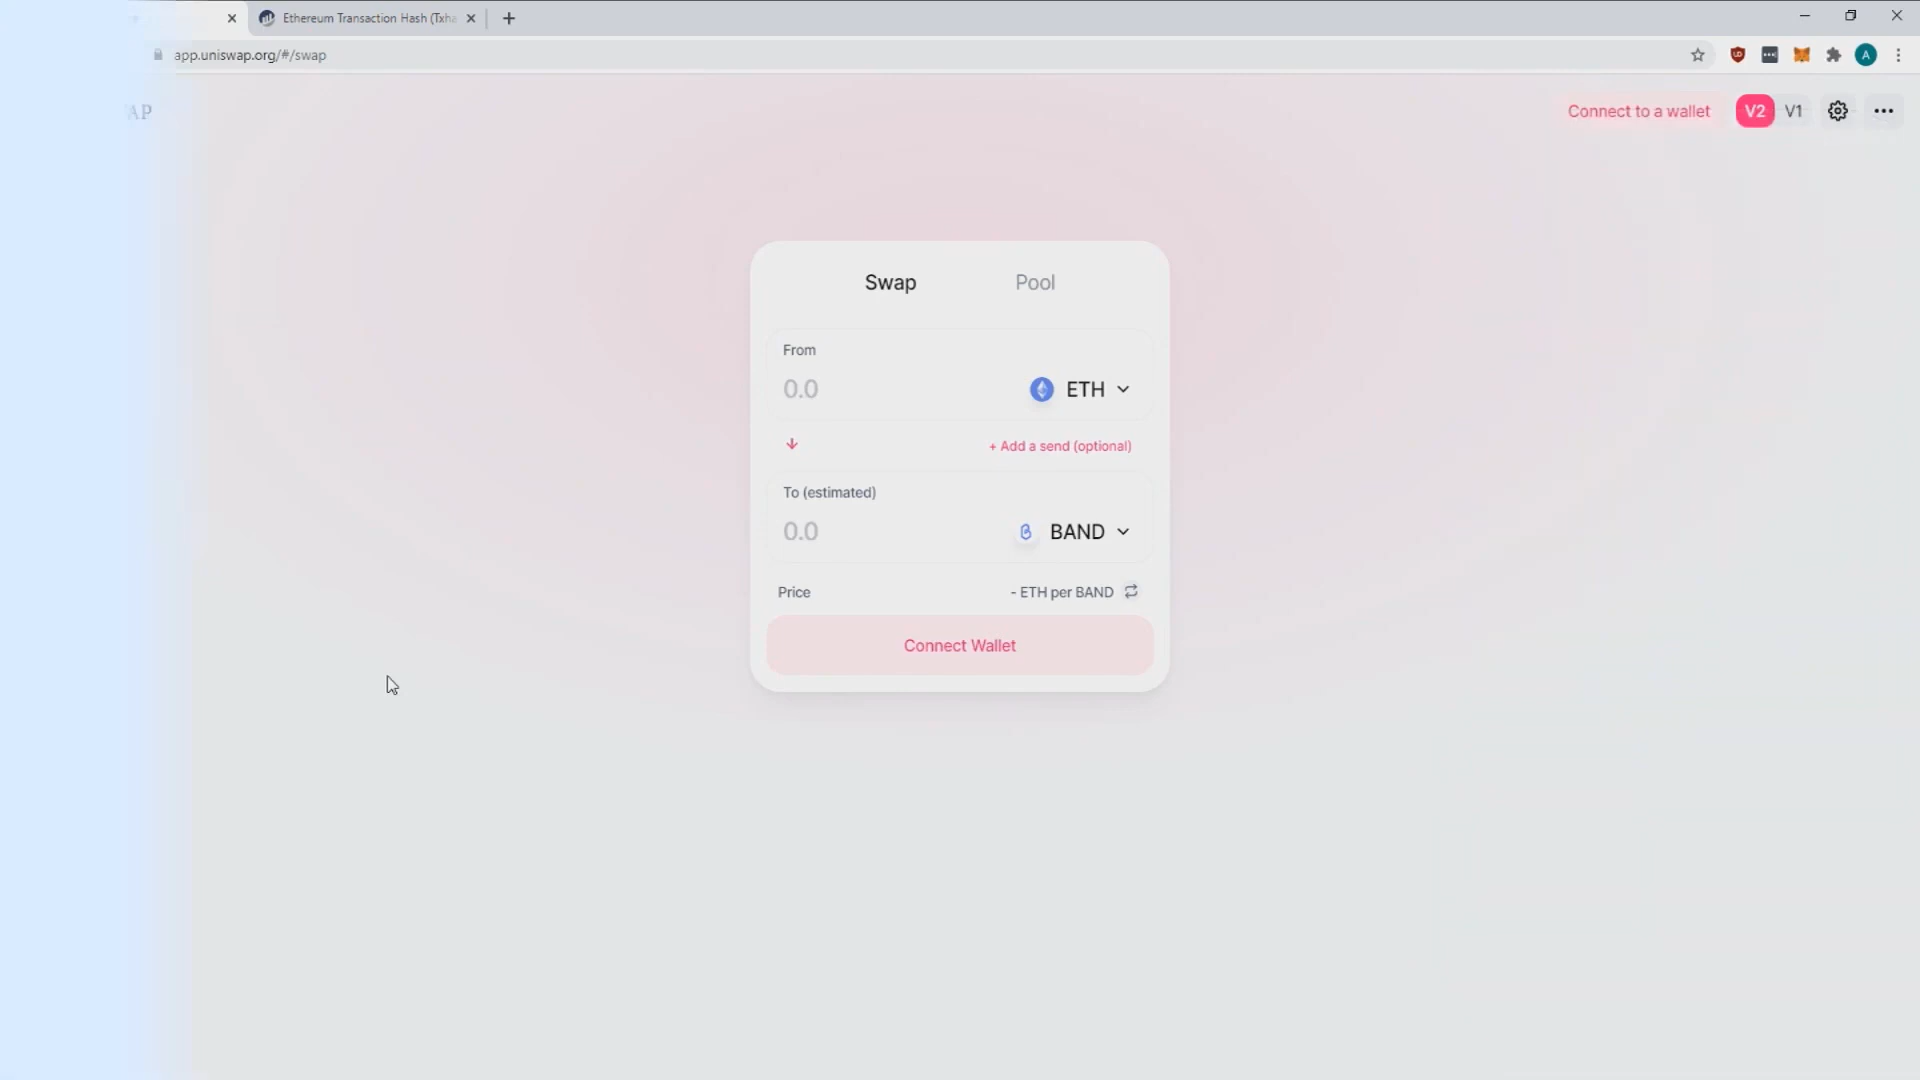 Ethereum Transaction Hash (Txha
app.uniswap.org/#/swap
AP
Connect to a wallet
V2
V1
A
Swap
Pool
From
0.0
ETH
+ Add a send (optional)
To (estimated)
0.0
BAND
Price
- ETH per BAND
Connect Wallet